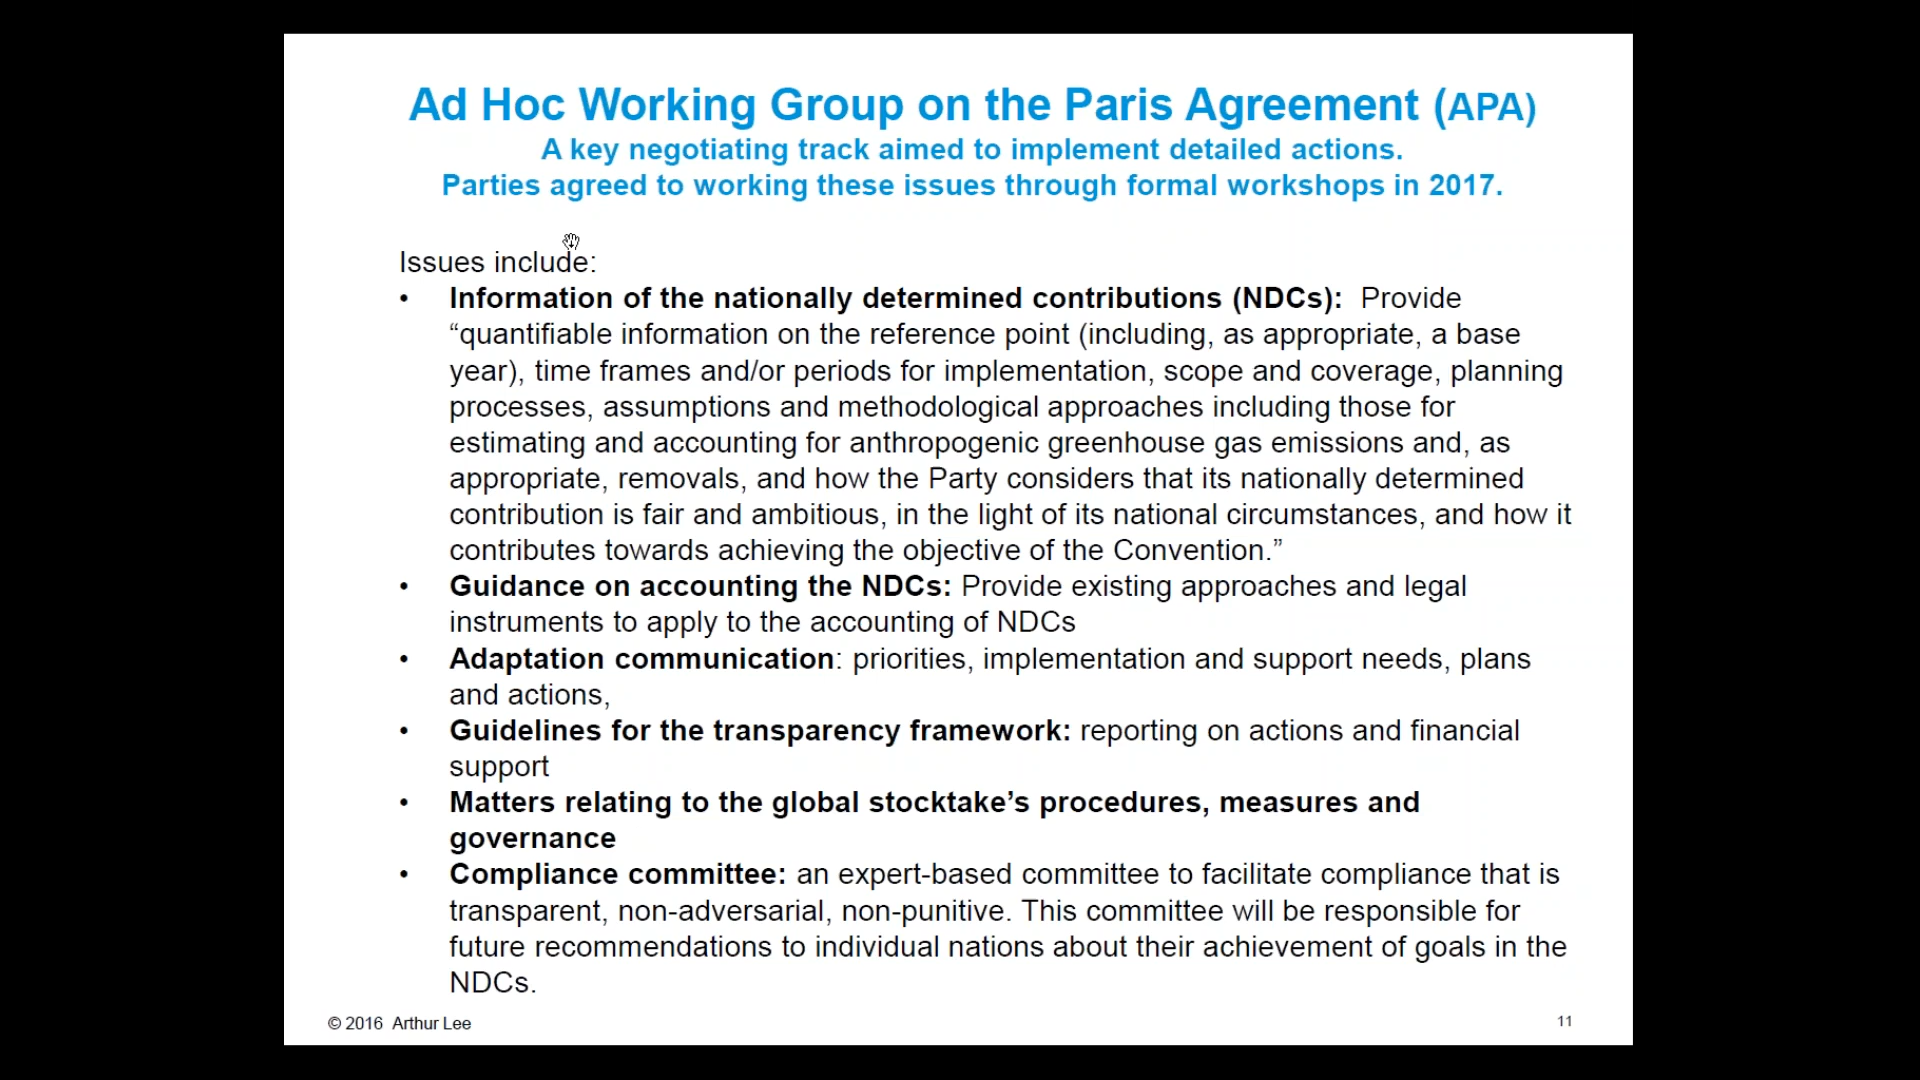 Ad Hoc Working Group on the Paris Agreement (APA)
A key negotiating track aimed to implement detailed actions.
Parties agreed to working these issues through formal workshops in 2017.
Issues include:
• Information of the nationally determined contributions (NDCs): Provide
“quantifiable information on the reference point (including, as appropriate, a base
year), time frames and/or periods for implementation, scope and coverage, planning
processes, assumptions and methodological approaches including those for
estimating and accounting for anthropogenic greenhouse gas emissions and, as
appropriate, removals, and how the Party considers that its nationally determined
contribution is fair and ambitious, in the light of its national circumstances, and how it
contributes towards achieving the objective of the Convention.”
• Guidance on accounting the NDCs: Provide existing approaches and legal
instruments to apply to the accounting of NDCs
• Adaptation communication: priorities, implementation and support needs, plans
and actions,
• Guidelines for the transparency framework: reporting on actions and financial
support
• Matters relating to the global stocktake’s procedures, measures and
governance
• Compliance committee: an expert-based committee to facilitate compliance that is
transparent, non-adversarial, non-punitive. This committee will be responsible for
future recommendations to individual nations about their achievement of goals in the
NDCs.
© 2016 Arthur Lee
11